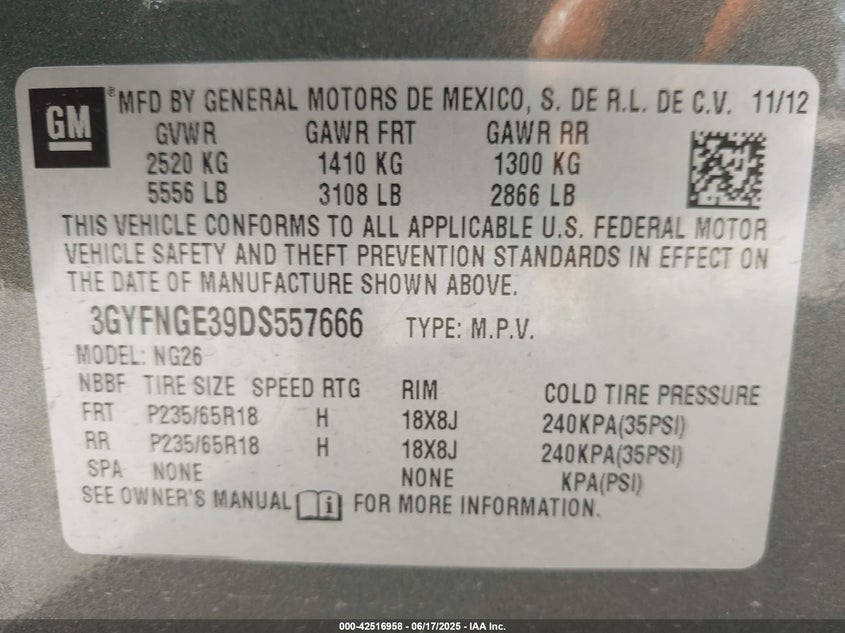 GM ® MFD BY GENERAL MOTORS DE MEXICO, S. DE R.L. DE C.V. 11/12
GVWR GAWR FRT GAWR RR
2520 KG 1410 KG 1300 KG
5556 LB 3108 LB 2866 LB
THIS VEHICLE CONFORMS TO ALL APPLICABLE U.S. FEDERAL MOTOR
VEHICLE SAFETY AND THEFT PREVENTION STANDARDS IN EFFECT ON
THE DATE OF MANUFACTURE SHOWN ABOVE.
3GYFNGE39DS557666 TYPE: M.P.V.
MODEL: NG26
NBBF TIRE SIZE SPEED RTG RIM COLD TIRE PRESSURE
FRT P235/65R18 H 18X8J 240KPA(35PSI)
RR P235/65R18 H 18X8J 240KPA(35PSI)
SPA NONE NONE KPA(PSI)
SEE OWNER'S MANUAL i FOR MORE INFORMATION.
000-42516958 - 06/17/2025 - IAA Inc.